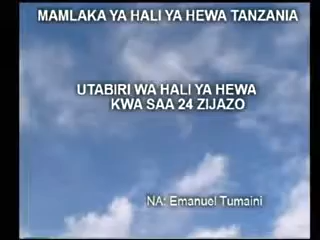 MAMLAKA YA HALI YA HEWA TANZANIA
UTABIRI WA HALI YA HEWA
KWA SAA 24 ZIJAZO
NA: Emanuel Tumaini